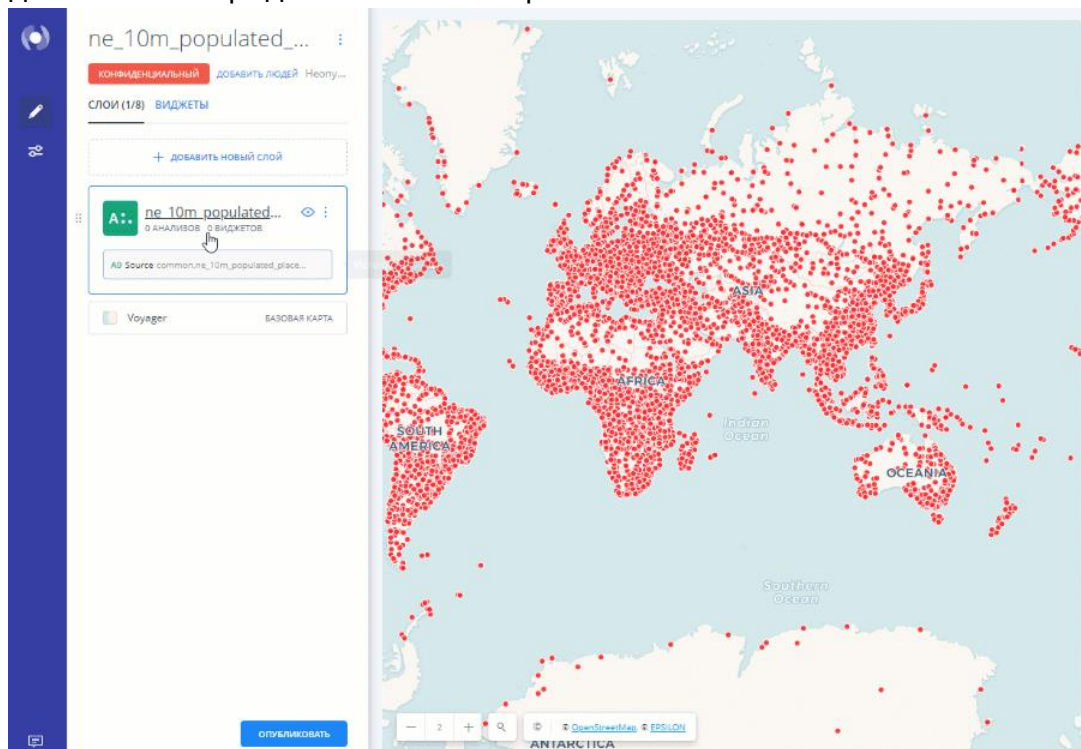 ne_10m_populated_...
КОНФИДЕНЦИАЛЬНЫЙ ДОБАВИТЬ ЛЮДЕЙ Неопу...
СЛОИ (1/8) ВИДЖЕТЫ
+ ДОБАВИТЬ НОВЫЙ СЛОЙ
A
ne_10m_populated...
0 АНАЛИЗОВ 0 ВИДЖЕТОВ
A0 Source common.ne_10m_populated_place...
Voyager БАЗОВАЯ КАРТА
ОПУБЛИКОВАТЬ
ASIA
AFRICA
Indian
Ocean
SOUTH
AMERICA
OCEANIA
Southern
Ocean
− 2 + © © OpenStreetMap, © EPSILON
ANTARCTICA